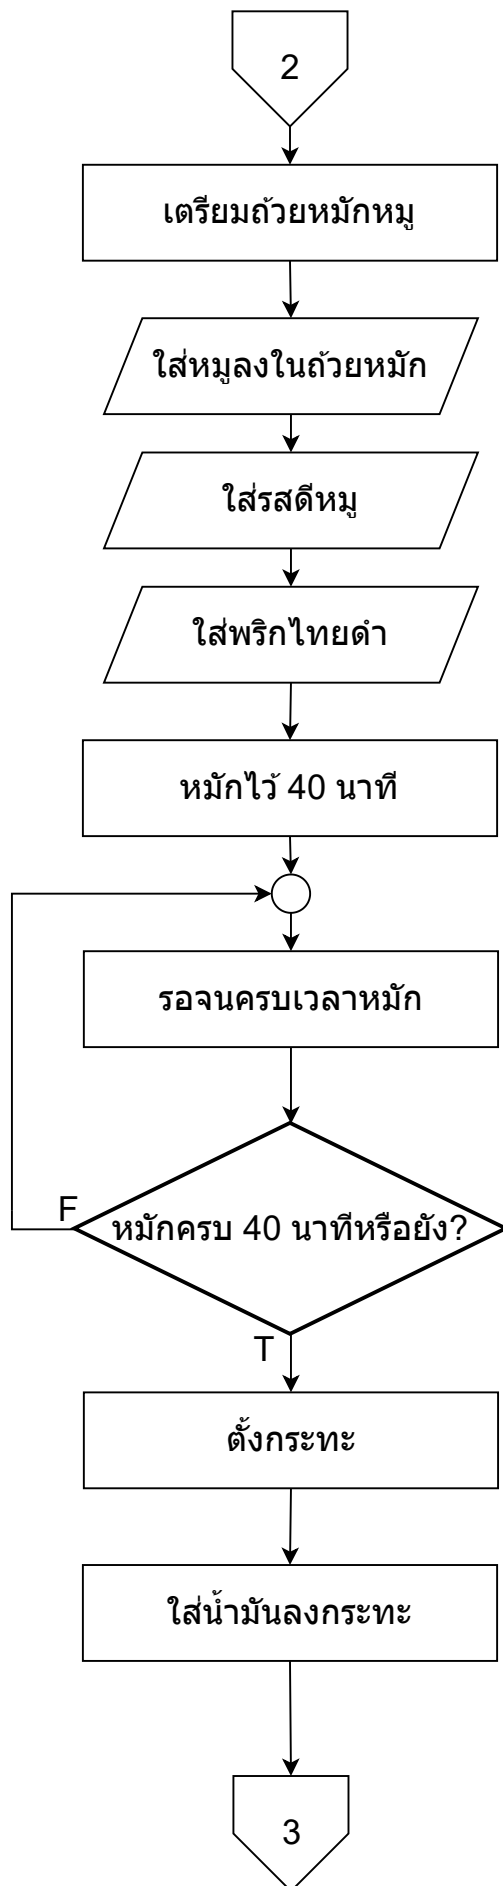 2
เตรียมถ้วยหมักหมู
ใส่หมูลงในถ้วยหมัก
ใส่รสดีหมู
ใส่พริกไทยดำ
หมักไว้ 40 นาที
รอจนครบเวลาหมัก
F
หมักครบ 40 นาทีหรือยัง?
T
ตั้งกระทะ
ใส่น้ำมันลงกระทะ
3